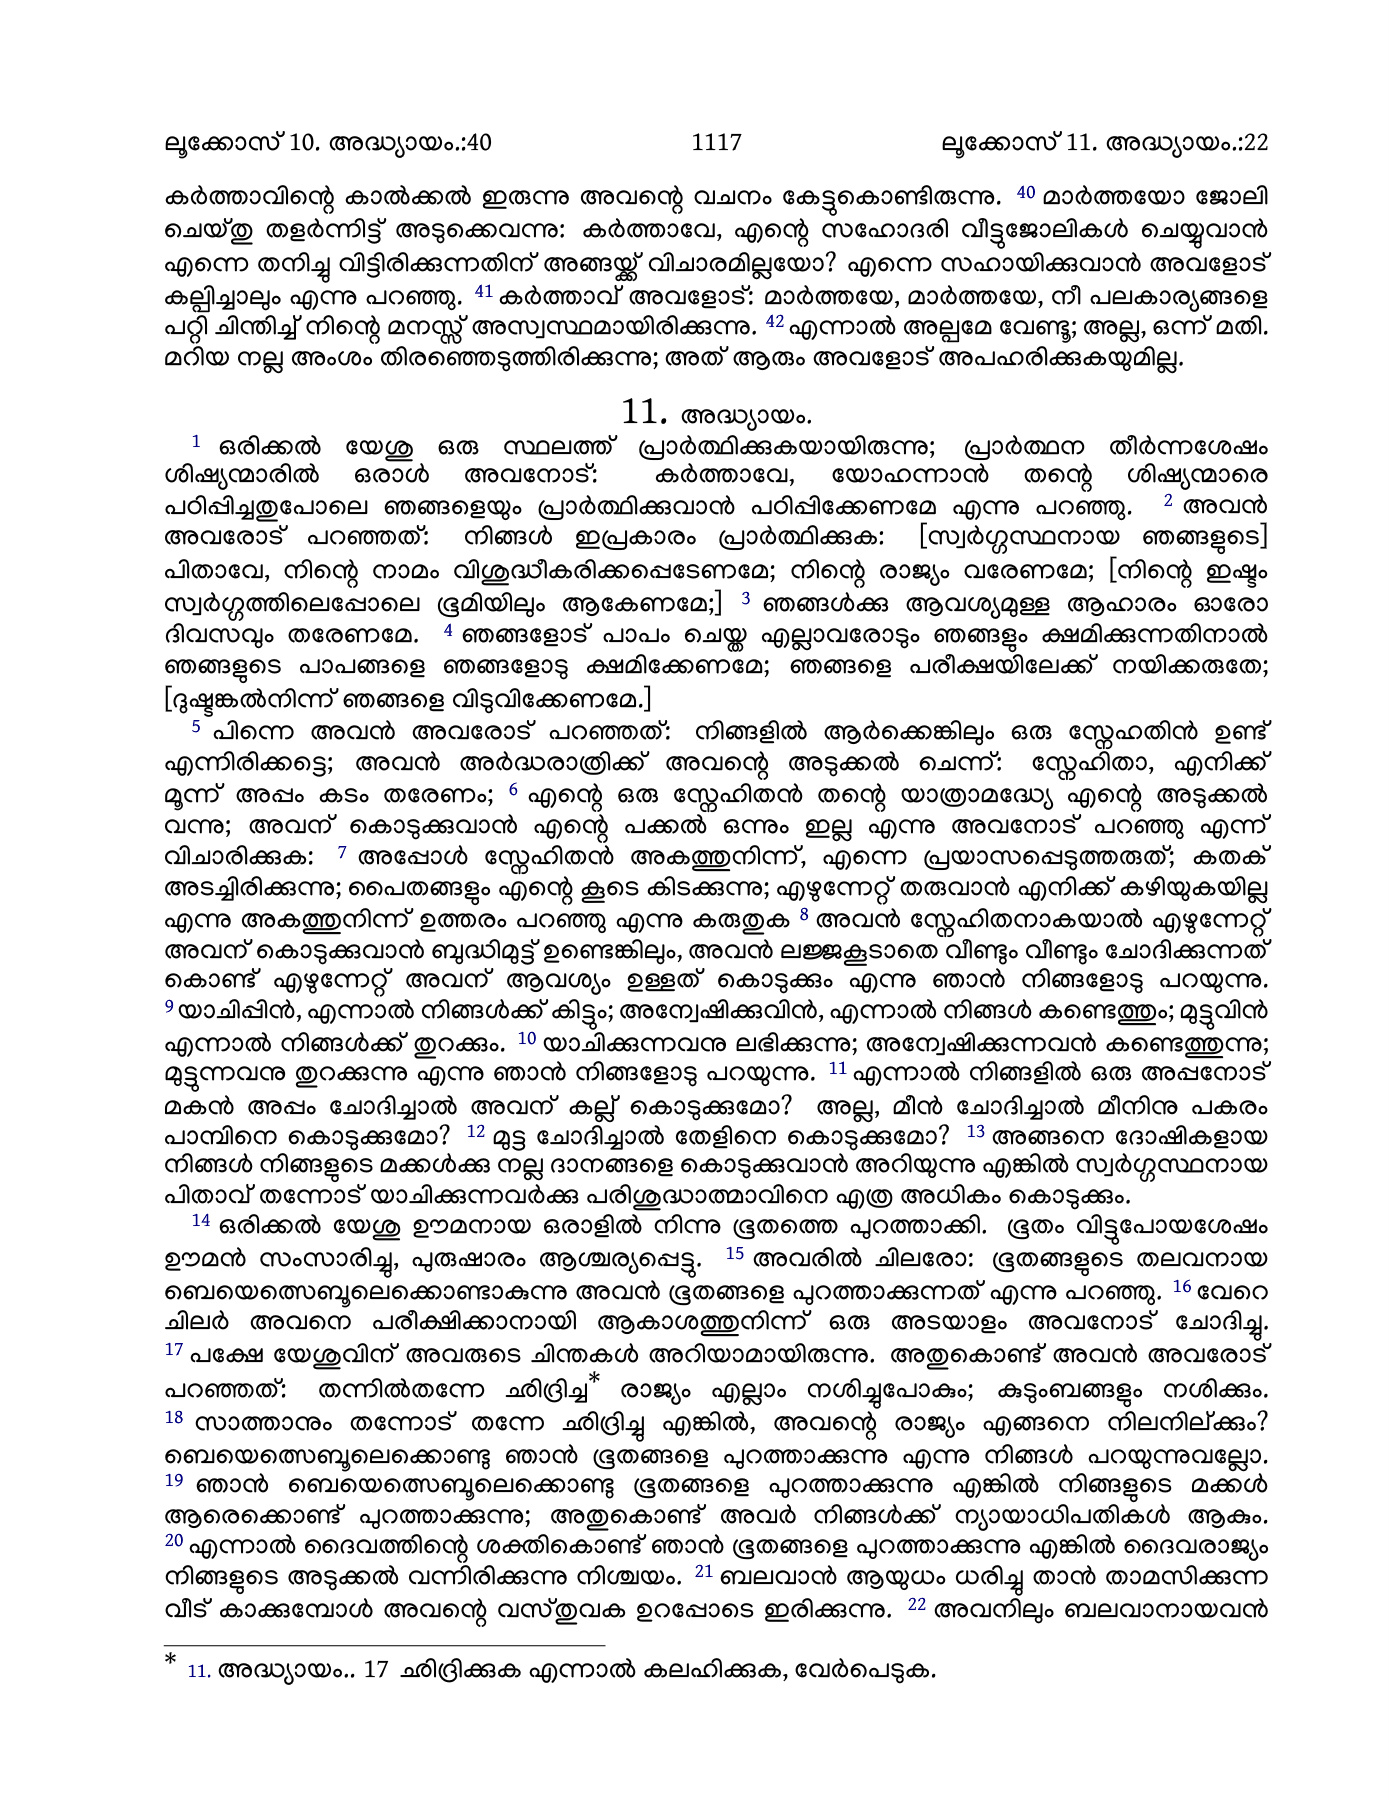 ലൂക്കോസ് 10. അദ്ധ്യായം.:40 1117 ലൂക്കോസ് 11. അദ്ധ്യായം.:22
കർത്താവിന്റെ കാൽക്കൽ ഇരുന്നു അവന്റെ വചനം കേട്ടുകൊണ്ടിരുന്നു. 40 മാർത്തയോ ജോലി
ചെയ്തു തളർന്നിട്ട് അടുക്കെവന്നു: കർത്താവേ, എന്റെ സഹോദരി വീട്ടുജോലികൾ ചെയ്യുവാൻ
എന്നെ തനിച്ചു വിട്ടിരിക്കുന്നതിന് അങ്ങയ്ക്ക് വിചാരമില്ലയോ? എന്നെ സഹായിക്കുവാൻ അവളോട്
കല്പിച്ചാലും എന്നു പറഞ്ഞു. 41 കർത്താവ് അവളോട്: മാർത്തയേ, മാർത്തയേ, നീ പലകാര്യങ്ങളെ
പറ്റി ചിന്തിച്ച് നിന്റെ മനസ്സ് അസ്വസ്ഥമായിരിക്കുന്നു. 42 എന്നാൽ അല്പമേ വേണ്ടൂ; അല്ല, ഒന്ന് മതി.
മറിയ നല്ല അംശം തിരഞ്ഞെടുത്തിരിക്കുന്നു; അത് ആരും അവളോട് അപഹരിക്കുകയുമില്ല.
11. അദ്ധ്യായം.
1 ഒരിക്കൽ യേശു ഒരു സ്ഥലത്ത് പ്രാർത്ഥിക്കുകയായിരുന്നു; പ്രാർത്ഥന തീർന്നശേഷം
ശിഷ്യന്മാരിൽ ഒരാൾ അവനോട്: കർത്താവേ, യോഹന്നാൻ തന്റെ ശിഷ്യന്മാരെ
പഠിപ്പിച്ചതുപോലെ ഞങ്ങളെയും പ്രാർത്ഥിക്കുവാൻ പഠിപ്പിക്കേണമേ എന്നു പറഞ്ഞു. 2 അവൻ
അവരോട് പറഞ്ഞത്: നിങ്ങൾ ഇപ്രകാരം പ്രാർത്ഥിക്കുക: [സ്വർഗ്ഗസ്ഥനായ ഞങ്ങളുടെ]
പിതാവേ, നിന്റെ നാമം വിശുദ്ധീകരിക്കപ്പെടേണമേ; നിന്റെ രാജ്യം വരേണമേ; [നിന്റെ ഇഷ്ടം
സ്വർഗ്ഗത്തിലെപ്പോലെ ഭൂമിയിലും ആകേണമേ;] 3 ഞങ്ങൾക്കു ആവശ്യമുള്ള ആഹാരം ഓരോ
ദിവസവും തരേണമേ. 4 ഞങ്ങളോട് പാപം ചെയ്ത എല്ലാവരോടും ഞങ്ങളും ക്ഷമിക്കുന്നതിനാൽ
ഞങ്ങളുടെ പാപങ്ങളെ ഞങ്ങളോടു ക്ഷമിക്കേണമേ; ഞങ്ങളെ പരീക്ഷയിലേക്ക് നയിക്കരുതേ;
[ദുഷ്ടങ്കൽനിന്ന് ഞങ്ങളെ വിടുവിക്കേണമേ.]
5 പിന്നെ അവൻ അവരോട് പറഞ്ഞത്: നിങ്ങളിൽ ആർക്കെങ്കിലും ഒരു സ്നേഹതിൻ ഉണ്ട്
എന്നിരിക്കട്ടെ; അവൻ അർദ്ധരാത്രിക്ക് അവന്റെ അടുക്കൽ ചെന്ന്: സ്നേഹിതാ, എനിക്ക്
മൂന്ന് അപ്പം കടം തരേണം; 6 എന്റെ ഒരു സ്നേഹിതൻ തന്റെ യാത്രാമദ്ധ്യേ എന്റെ അടുക്കൽ
വന്നു; അവന് കൊടുക്കുവാൻ എന്റെ പക്കൽ ഒന്നും ഇല്ല എന്നു അവനോട് പറഞ്ഞു എന്ന്
വിചാരിക്കുക: 7 അപ്പോൾ സ്നേഹിതൻ അകത്തുനിന്ന്, എന്നെ പ്രയാസപ്പെടുത്തരുത്; കതക്
അടച്ചിരിക്കുന്നു; പൈതങ്ങളും എന്റെ കൂടെ കിടക്കുന്നു; എഴുന്നേറ്റ് തരുവാൻ എനിക്ക് കഴിയുകയില്ല
എന്നു അകത്തുനിന്ന് ഉത്തരം പറഞ്ഞു എന്നു കരുതുക 8 അവൻ സ്നേഹിതനാകയാൽ എഴുന്നേറ്റ്
അവന് കൊടുക്കുവാൻ ബുദ്ധിമുട്ട് ഉണ്ടെങ്കിലും, അവൻ ലജ്ജകൂടാതെ വീണ്ടും വീണ്ടും ചോദിക്കുന്നത്
കൊണ്ട് എഴുന്നേറ്റ് അവന് ആവശ്യം ഉള്ളത് കൊടുക്കും എന്നു ഞാൻ നിങ്ങളോടു പറയുന്നു.
9 യാചിപ്പിൻ, എന്നാൽ നിങ്ങൾക്ക് കിട്ടും; അന്വേഷിക്കുവിൻ, എന്നാൽ നിങ്ങൾ കണ്ടെത്തും; മുട്ടുവിൻ
എന്നാൽ നിങ്ങൾക്ക് തുറക്കും. 10 യാചിക്കുന്നവനു ലഭിക്കുന്നു; അന്വേഷിക്കുന്നവൻ കണ്ടെത്തുന്നു;
മുട്ടുന്നവനു തുറക്കുന്നു എന്നു ഞാൻ നിങ്ങളോടു പറയുന്നു. 11 എന്നാൽ നിങ്ങളിൽ ഒരു അപ്പനോട്
മകൻ അപ്പം ചോദിച്ചാൽ അവന് കല്ല് കൊടുക്കുമോ? അല്ല, മീൻ ചോദിച്ചാൽ മീനിനു പകരം
പാമ്പിനെ കൊടുക്കുമോ? 12 മുട്ട ചോദിച്ചാൽ തേളിനെ കൊടുക്കുമോ? 13 അങ്ങനെ ദോഷികളായ
നിങ്ങൾ നിങ്ങളുടെ മക്കൾക്കു നല്ല ദാനങ്ങളെ കൊടുക്കുവാൻ അറിയുന്നു എങ്കിൽ സ്വർഗ്ഗസ്ഥനായ
പിതാവ് തന്നോട് യാചിക്കുന്നവർക്കു പരിശുദ്ധാത്മാവിനെ എത്ര അധികം കൊടുക്കും.
14 ഒരിക്കൽ യേശു ഊമനായ ഒരാളിൽ നിന്നു ഭൂതത്തെ പുറത്താക്കി. ഭൂതം വിട്ടുപോയശേഷം
ഊമൻ സംസാരിച്ചു, പുരുഷാരം ആശ്ചര്യപ്പെട്ടു. 15 അവരിൽ ചിലരോ: ഭൂതങ്ങളുടെ തലവനായ
ബെയെത്സെബൂലെക്കൊണ്ടാകുന്നു അവൻ ഭൂതങ്ങളെ പുറത്താക്കുന്നത് എന്നു പറഞ്ഞു. 16 വേറെ
ചിലർ അവനെ പരീക്ഷിക്കാനായി ആകാശത്തുനിന്ന് ഒരു അടയാളം അവനോട് ചോദിച്ചു.
17 പക്ഷേ യേശുവിന് അവരുടെ ചിന്തകൾ അറിയാമായിരുന്നു. അതുകൊണ്ട് അവൻ അവരോട്
പറഞ്ഞത്: തന്നിൽതന്നേ ഛിദ്രിച്ച* രാജ്യം എല്ലാം നശിച്ചുപോകും; കുടുംബങ്ങളും നശിക്കും.
18 സാത്താനും തന്നോട് തന്നേ ഛിദ്രിച്ചു എങ്കിൽ, അവന്റെ രാജ്യം എങ്ങനെ നിലനില്ക്കും?
ബെയെത്സെബൂലെക്കൊണ്ടു ഞാൻ ഭൂതങ്ങളെ പുറത്താക്കുന്നു എന്നു നിങ്ങൾ പറയുന്നുവല്ലോ.
19 ഞാൻ ബെയെത്സെബൂലെക്കൊണ്ടു ഭൂതങ്ങളെ പുറത്താക്കുന്നു എങ്കിൽ നിങ്ങളുടെ മക്കൾ
ആരെക്കൊണ്ട് പുറത്താക്കുന്നു; അതുകൊണ്ട് അവർ നിങ്ങൾക്ക് ന്യായാധിപതികൾ ആകും.
20 എന്നാൽ ദൈവത്തിന്റെ ശക്തികൊണ്ട് ഞാൻ ഭൂതങ്ങളെ പുറത്താക്കുന്നു എങ്കിൽ ദൈവരാജ്യം
നിങ്ങളുടെ അടുക്കൽ വന്നിരിക്കുന്നു നിശ്ചയം. 21 ബലവാൻ ആയുധം ധരിച്ചു താൻ താമസിക്കുന്ന
വീട് കാക്കുമ്പോൾ അവന്റെ വസ്തുവക ഉറപ്പോടെ ഇരിക്കുന്നു. 22 അവനിലും ബലവാനായവൻ
* 11. അദ്ധ്യായം.. 17 ഛിദ്രിക്കുക എന്നാൽ കലഹിക്കുക, വേർപെടുക.